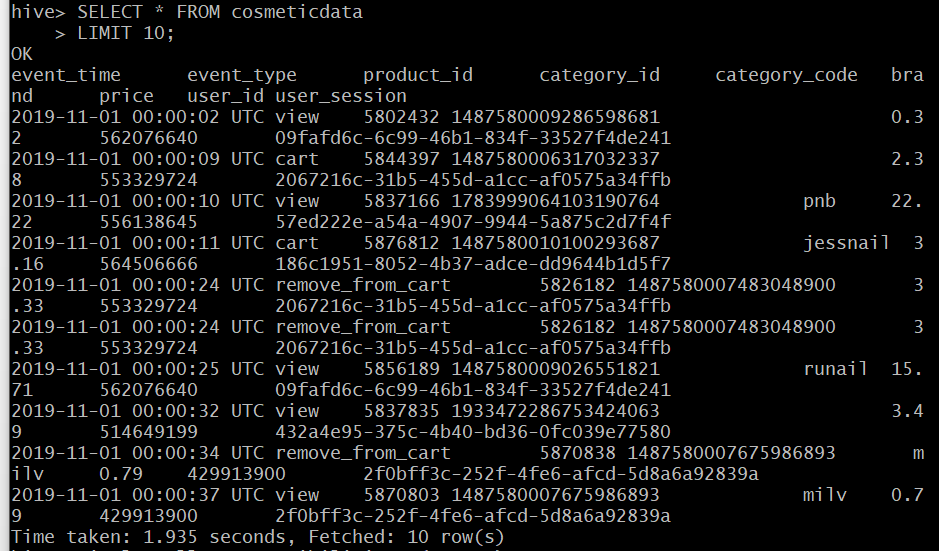 hive> SELECT * FROM cosmeticdata
    > LIMIT 10;
OK
event_time      event_type      product_id      category_id     category_code   bra
nd      price   user_id user_session
2019-11-01 00:00:02 UTC view    5802432 1487580009286598681                     0.3
2       562076640       09fafd6c-6c99-46b1-834f-33527f4de241
2019-11-01 00:00:09 UTC cart    5844397 1487580006317032337                     2.3
8       553329724       2067216c-31b5-455d-a1cc-af0575a34ffb
2019-11-01 00:00:10 UTC view    5837166 1783999064103190764             pnb     22.
22      556138645       57ed222e-a54a-4907-9944-5a875c2d7f4f
2019-11-01 00:00:11 UTC cart    5876812 1487580010100293687             jessnail  3
.16     564506666       186c1951-8052-4b37-adce-dd9644b1d5f7
2019-11-01 00:00:24 UTC remove_from_cart        5826182 1487580007483048900       3
.33     553329724       2067216c-31b5-455d-a1cc-af0575a34ffb
2019-11-01 00:00:24 UTC remove_from_cart        5826182 1487580007483048900       3
.33     553329724       2067216c-31b5-455d-a1cc-af0575a34ffb
2019-11-01 00:00:25 UTC view    5856189 1487580009026551821             runail  15.
71      562076640       09fafd6c-6c99-46b1-834f-33527f4de241
2019-11-01 00:00:32 UTC view    5837835 1933472286753424063                     3.4
9       514649199       432a4e95-375c-4b40-bd36-0fc039e77580
2019-11-01 00:00:34 UTC remove_from_cart        5870838 1487580007675986893       m
ilv     0.79    429913900       2f0bff3c-252f-4fe6-afcd-5d8a6a92839a
2019-11-01 00:00:37 UTC view    5870803 1487580007675986893             milv    0.7
9       429913900       2f0bff3c-252f-4fe6-afcd-5d8a6a92839a
Time taken: 1.935 seconds, Fetched: 10 row(s)